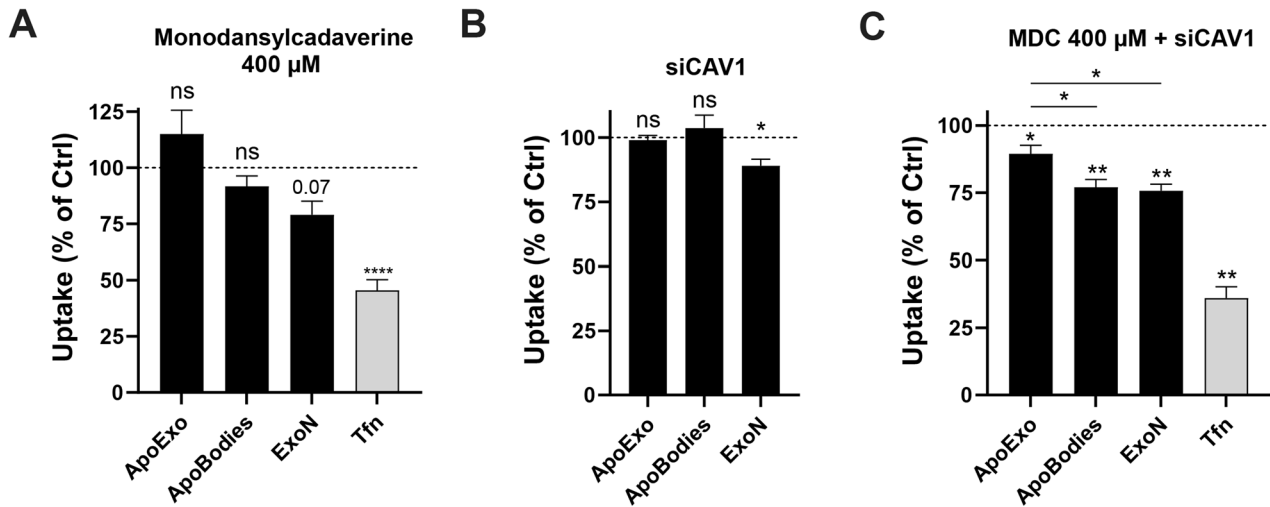 A
Monodansylcadaverine
400 µM
Uptake (% of Ctrl)
125
100
75
50
25
0
ns
ns
0.07
****
ApoExo
ApoBodies
ExoN
Tfn
B
siCAV1
Uptake (% of Ctrl)
100
75
50
25
0
ns
ns
*
ApoExo
ApoBodies
ExoN
C
MDC 400 µM + siCAV1
Uptake (% of Ctrl)
100
75
50
25
0
*
*
*
**
**
**
ApoExo
ApoBodies
ExoN
Tfn